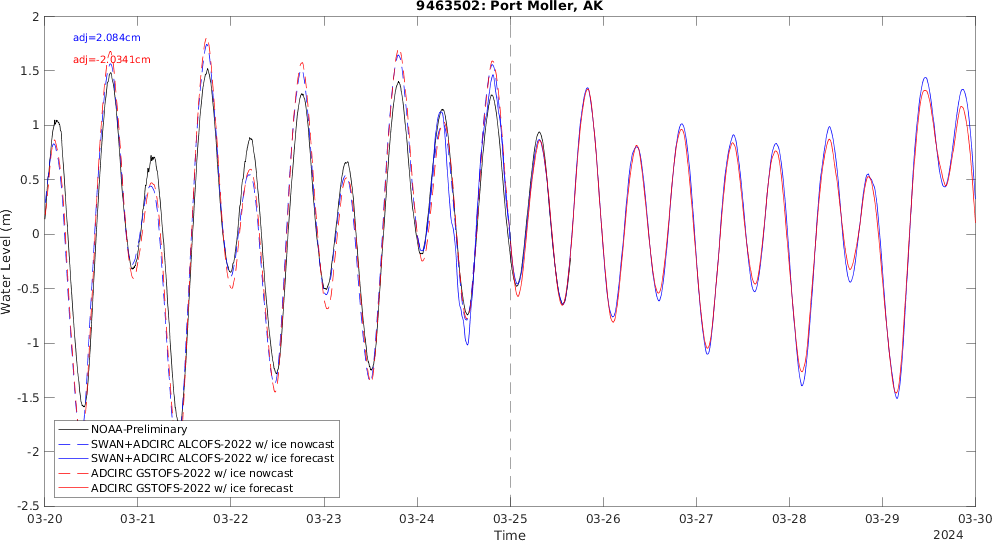 9463502: Port Moller, AK
adj=2.084cm
adj=-2.0341cm
Water Level (m)
2
1.5
1
0.5
0
-0.5
-1
-1.5
-2
-2.5
NOAA-Preliminary
SWAN+ADCIRC ALCOFS-2022 w/ ice nowcast
SWAN+ADCIRC ALCOFS-2022 w/ ice forecast
ADCIRC GSTOFS-2022 w/ ice nowcast
ADCIRC GSTOFS-2022 w/ ice forecast
03-20 03-21 03-22 03-23 03-24 03-25 03-26 03-27 03-28 03-29 03-30
Time
2024